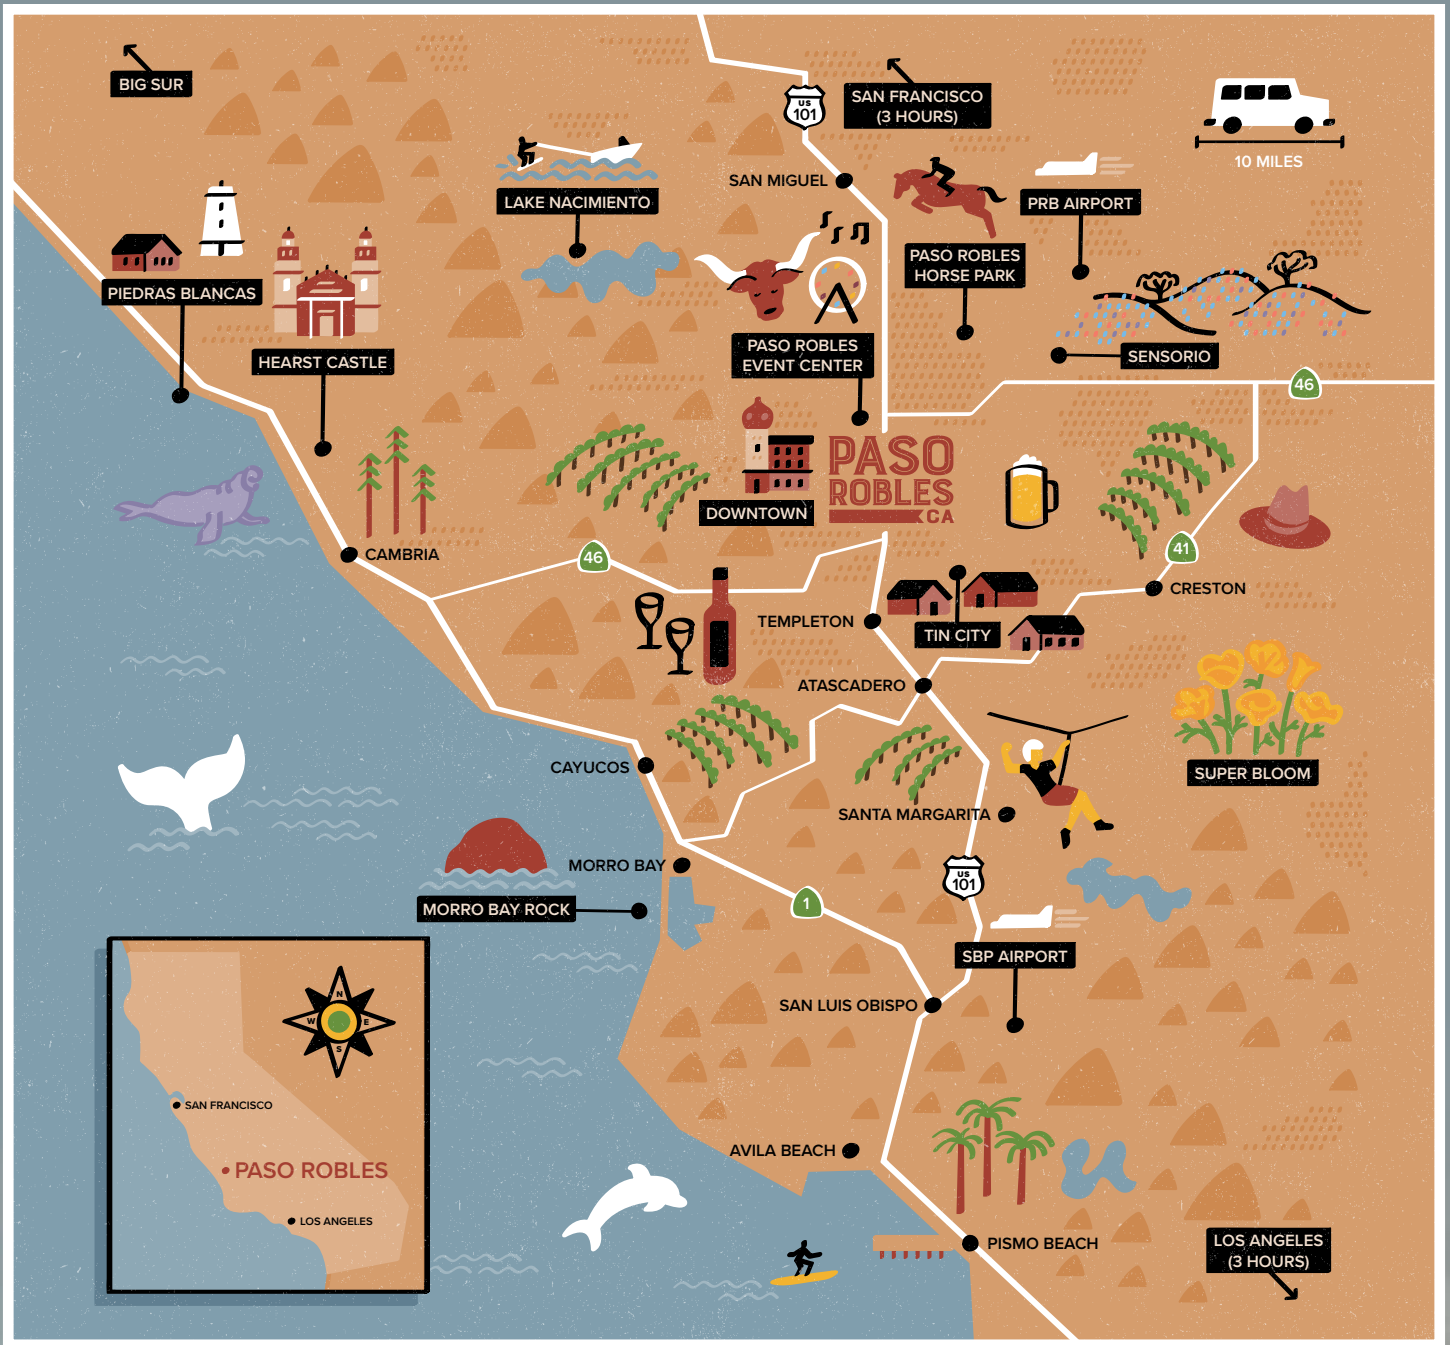 BIG SUR
US
101
SAN FRANCISCO
(3 HOURS)
10 MILES
SAN MIGUEL
LAKE NACIMIENTO
PRB AIRPORT
PASO ROBLES
HORSE PARK
PIEDRAS BLANCAS
HEARST CASTLE
PASO ROBLES
EVENT CENTER
SENSORIO
46
PASO
ROBLES
CA
DOWNTOWN
CAMBRIA
46
41
CRESTON
TEMPLETON
TIN CITY
ATASCADERO
CAYUCOS
SUPER BLOOM
SANTA MARGARITA
MORRO BAY
US
101
1
MORRO BAY ROCK
SBP AIRPORT
SAN LUIS OBISPO
N
W
E
S
SAN FRANCISCO
PASO ROBLES
LOS ANGELES
AVILA BEACH
PISMO BEACH
LOS ANGELES
(3 HOURS)